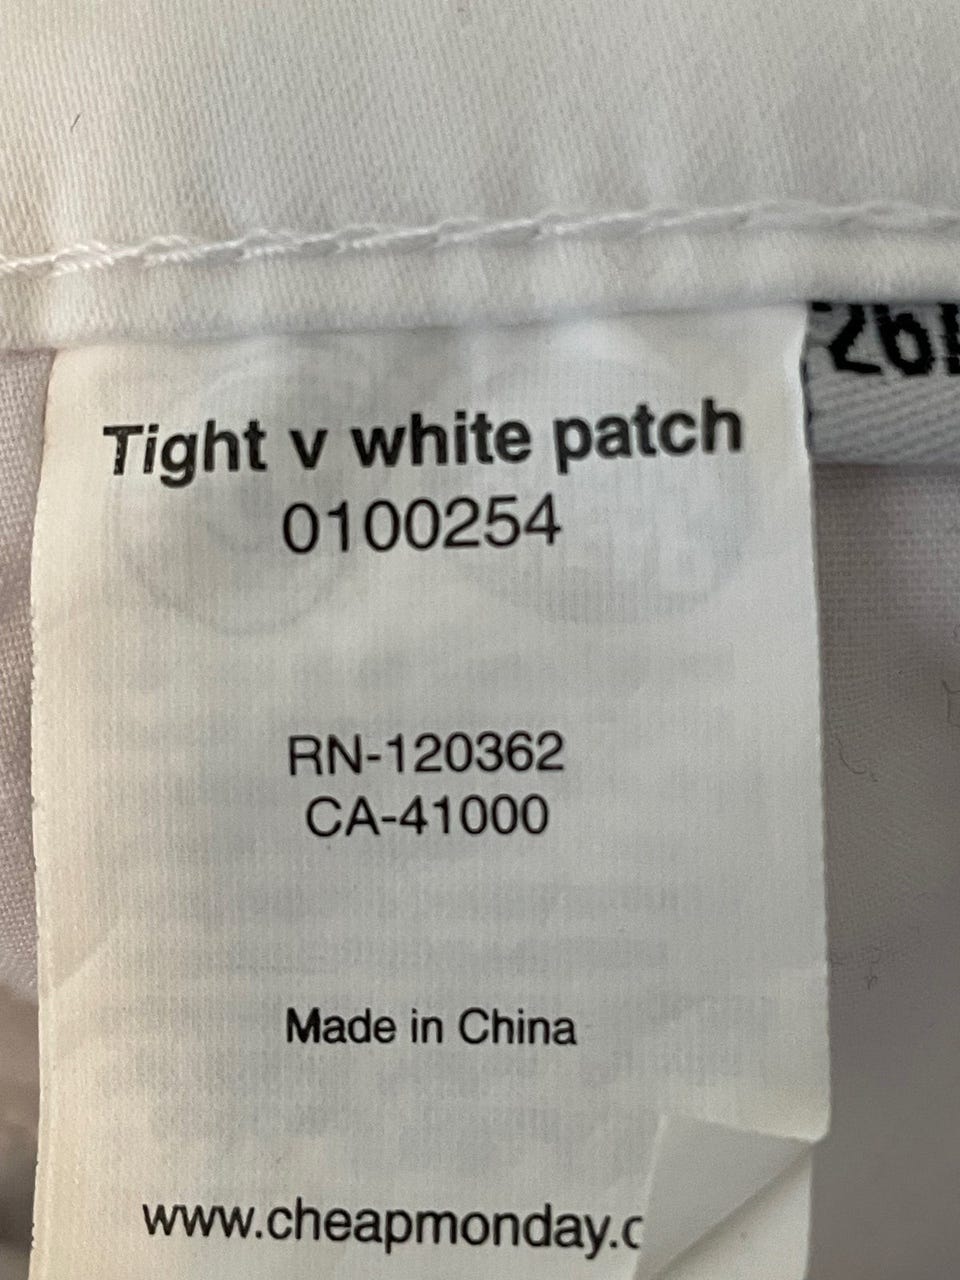 Tight v white patch
0100254
RN-120362
CA-41000
Made in China
www.cheapmonday.c